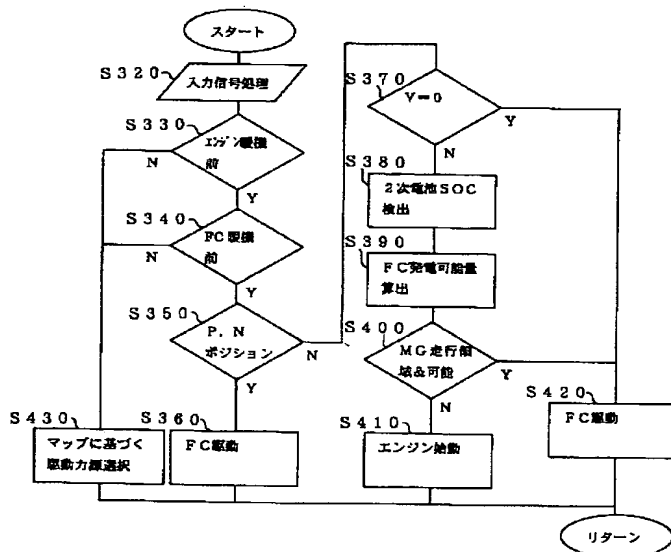 スタート
S320
入力信号処理
S330
エンジン暖機
前
N
Y
S340
FC暖機
前
N
Y
S350
P,N
ポジション
N
Y
S360
FC駆動
S430
マップに基づく
駆動力源選択
S370
V=0
Y
N
S380
2次電池SOC
検出
S390
FC発電可能量
算出
S400
MG走行領
域&可能
Y
N
S410
エンジン始動
S420
FC駆動
リターン